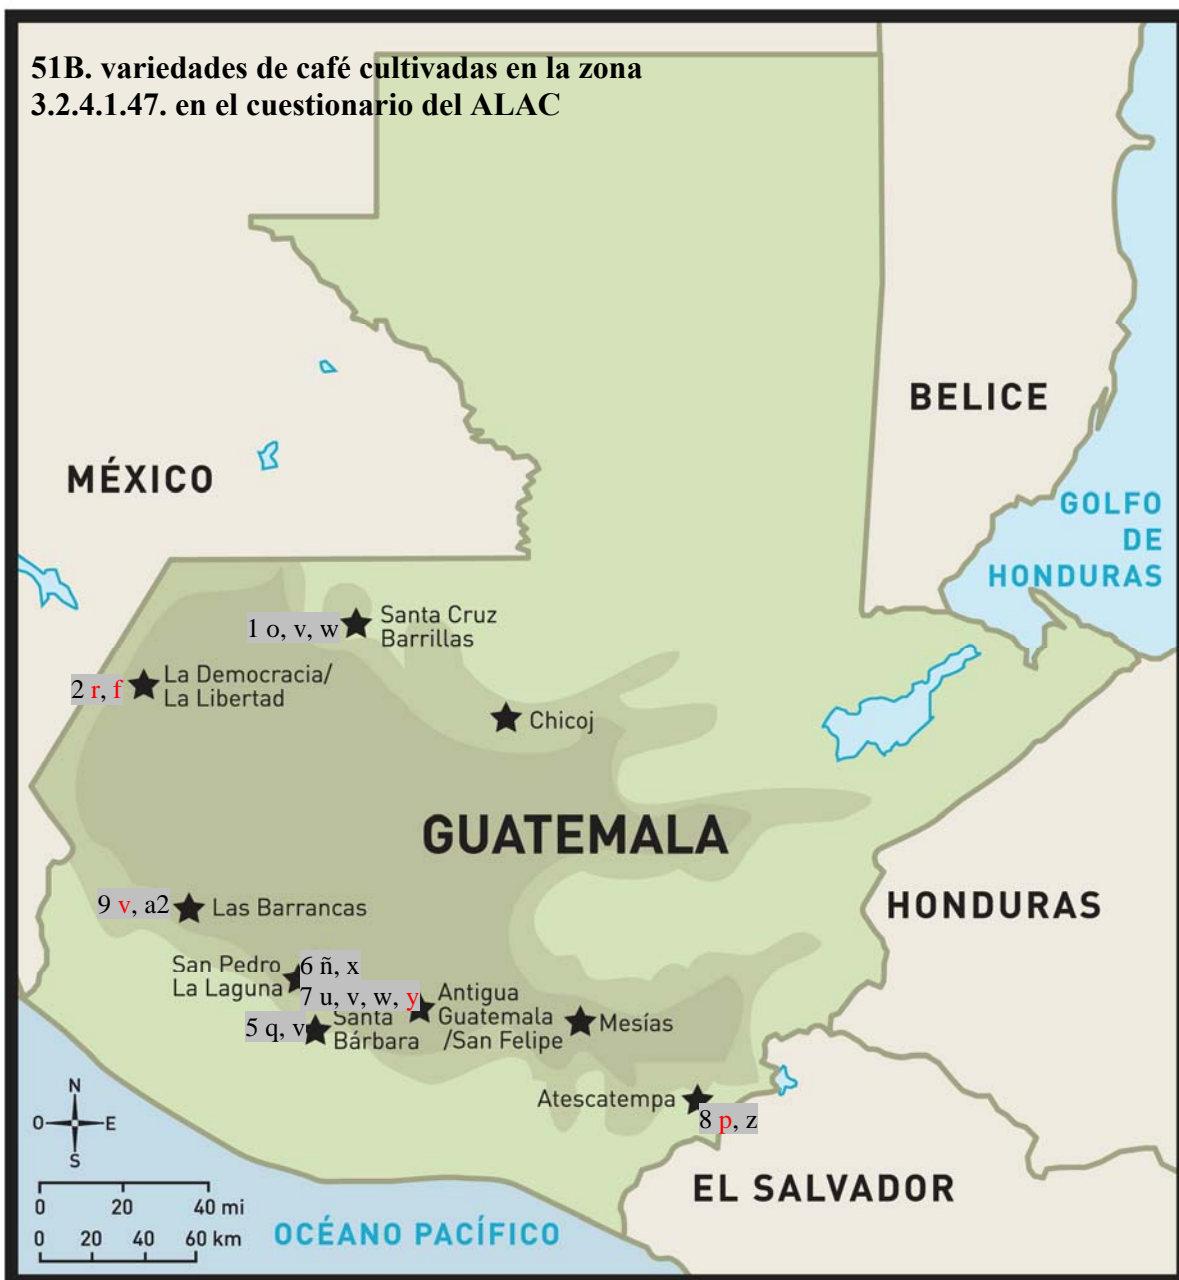 51B. variedades de café cultivadas en la zona
3.2.4.1.47. en el cuestionario del ALAC
BELICE
MÉXICO
GOLFO
DE
HONDURAS
1 o, v, w
Santa Cruz
Barrillas
2 r, f
La Democracia/
La Libertad
Chicoj
GUATEMALA
HONDURAS
9 v, a2
Las Barrancas
San Pedro
La Laguna
6 ñ, x
7 u, v, w, y
Antigua
Guatemala
/San Felipe
5 q, v
Santa
Bárbara
Mesías
Atescatempa
8 p, z
N
O
E
S
EL SALVADOR
0 20 40 mi
0 20 40 60 km
OCÉANO PACÍFICO